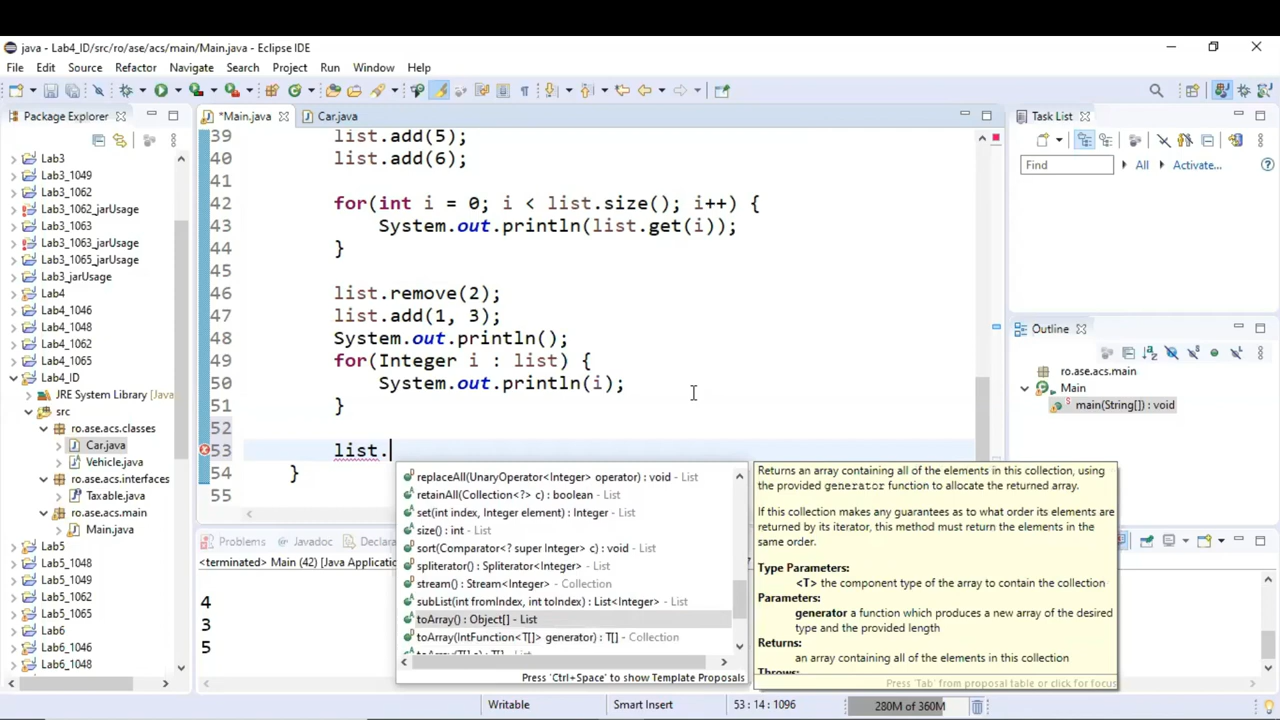 java - Lab4_ID/src/ro/ase/acs/main/Main.java - Eclipse IDE
File Edit Source Refactor Navigate Search Project Run Window Help
Package Explorer
Lab3
Lab3_1049
Lab3_1062
Lab3_1062_jarUsage
Lab3_1063
Lab3_1063_jarUsage
Lab3_1065
Lab3_jarUsage
Lab4
Lab4_1046
Lab4_1048
Lab4_1062
Lab4_1065
Lab4_ID
JRE System Library [JavaS
src
ro.ase.acs.classes
Car.java
Vehicle.java
ro.ase.acs.interfaces
Taxable.java
ro.ase.acs.main
Main.java
Lab5
Lab5_1048
Lab5_1049
Lab5_1062
Lab5_1065
Lab6
Lab6_1046
Lab6_1048
*Main.java Car.java
39 list.add(5);
40 list.add(6);
41
42 for(int i = 0; i < list.size(); i++) {
43 System.out.println(list.get(i));
44 }
45
46 list.remove(2);
47 list.add(1, 3);
48 System.out.println();
49 for(Integer i : list) {
50 System.out.println(i);
51 }
52
53 list.
54 }
55
replaceAll(UnaryOperator<Integer> operator) : void - List
retainAll(Collection<?> c) : boolean - List
set(int index, Integer element) : Integer - List
size() : int - List
sort(Comparator<? super Integer> c) : void - List
spliterator() : Spliterator<Integer> - List
stream() : Stream<Integer> - Collection
subList(int fromIndex, int toIndex) : List<Integer> - List
toArray() : Object[] - List
toArray(IntFunction<T[]> generator) : T[] - Collection
toArray(T[] a) : T[] - List
Press 'Ctrl+Space' to show Template Proposals
Returns an array containing all of the elements in this collection, using
the provided generator function to allocate the returned array.
If this collection makes any guarantees as to what order its elements are
returned by its iterator, this method must return the elements in the
same order.
Type Parameters:
<T> the component type of the array to contain the collection
Parameters:
generator a function which produces a new array of the desired
type and the provided length
Returns:
an array containing all of the elements in this collection
Throws:
Press 'Tab' from proposal table or click for focus
Problems Javadoc Declara
<terminated> Main (42) [Java Applicatio
4
3
5
Task List
Find All Activate...
Outline
ro.ase.acs.main
Main
main(String[]) : void
Writable Smart Insert 53 : 14 : 1096 280M of 360M